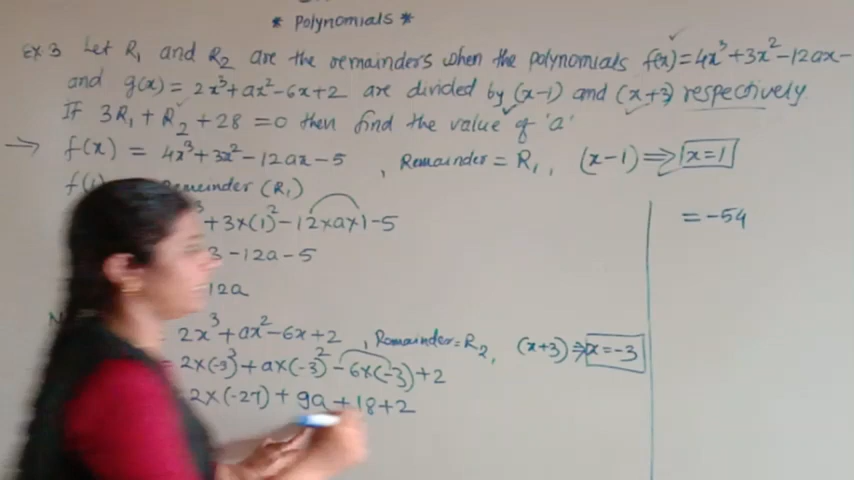 * Polynomials *
Ex 3 Let R₁ and R₂ are the remainders when the polynomials f(x) = 4x³+3x²-12ax-
and g(x) = 2x³+ax²-6x+2 are divided by (x-1) and (x+3) respectively.
If 3R₁ + R₂ + 28 = 0 then find the value of 'a'
→ f(x) = 4x³+3x²-12ax-5 , Remainder = R₁, (x-1) ⇒ x=1
Remainder (R₁)
+ 3×(1)² - 12×a×1 - 5
3 - 12a - 5
12a
2x³+ax²-6x+2 , Remainder = R₂, (x+3) ⇒ x=-3
2×(-3)³ + a×(-3)² - 6×(-3) + 2
2×(-27) + 9a + 18 + 2
= -54